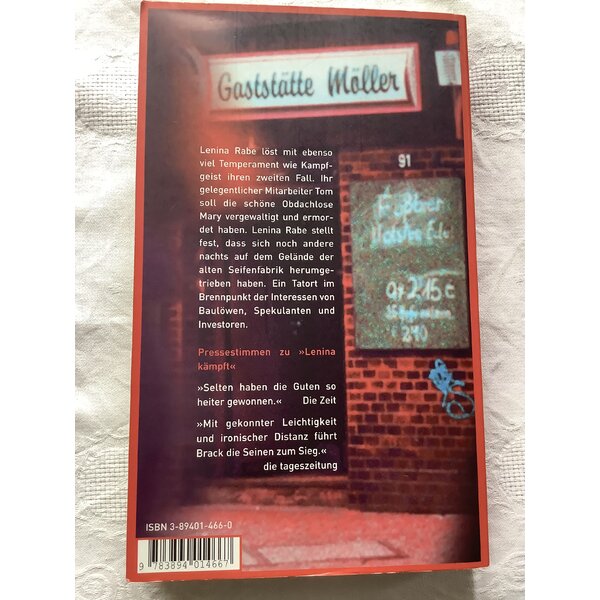 Gaststätte Möller
91
Lenina Rabe löst mit ebenso
viel Temperament wie Kampf-
geist ihren zweiten Fall. Ihr
gelegentlicher Mitarbeiter Tom
soll die schöne Obdachlose
Mary vergewaltigt und ermor-
det haben. Lenina Rabe stellt
fest, dass sich noch andere
nachts auf dem Gelände der
alten Seifenfabrik herumge-
trieben haben. Ein Tatort im
Brennpunkt der Interessen von
Baulöwen, Spekulanten und
Investoren.
Pressestimmen zu »Lenina
kämpft«
»Selten haben die Guten so
heiter gewonnen.« Die Zeit
»Mit gekonnter Leichtigkeit
und ironischer Distanz führt
Brack die Seinen zum Sieg.«
die tageszeitung
2,15 €
ISBN 3-89401-466-0
9 783894 014667